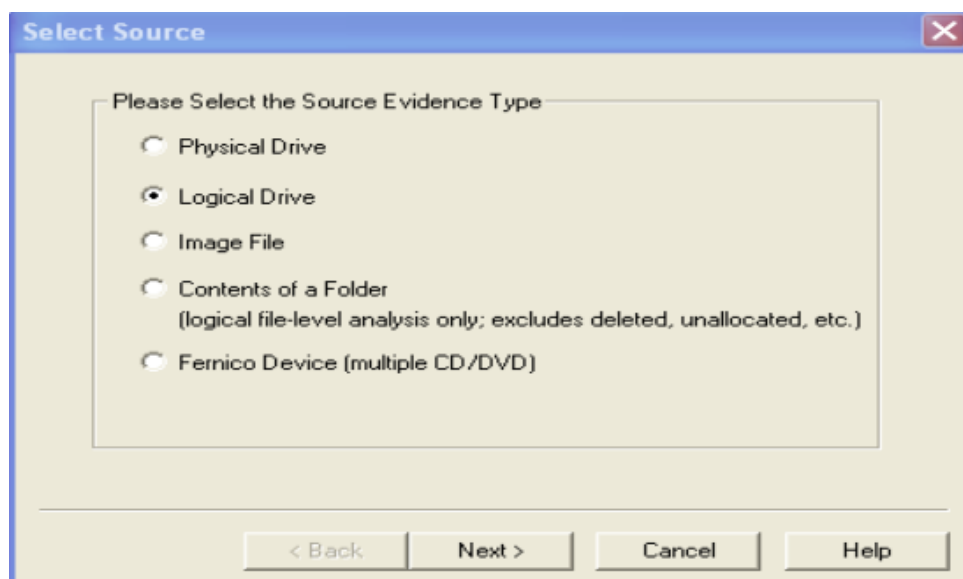 Select Source
Please Select the Source Evidence Type
Physical Drive
Logical Drive
Image File
Contents of a Folder
(logical file-level analysis only; excludes deleted, unallocated, etc.)
Fernico Device (multiple CD/DVD)
< Back
Next >
Cancel
Help